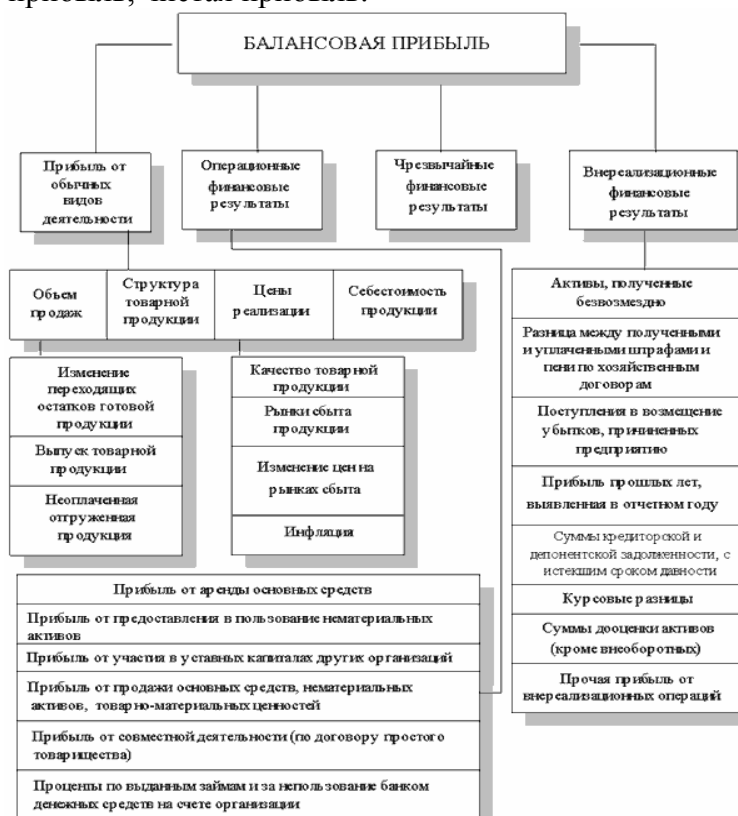 прибыль, чистая прибыль.
БАЛАНСОВАЯ ПРИБЫЛЬ
Прибыль от
обычных
видов
деятельности
Операционные
финансовые
результаты
Чрезвычайные
финансовые
результаты
Внереализационные
финансовые
результаты
Объем
продаж
Структура
товарной
продукции
Цены
реализации
Себестоимость
продукции
Изменение
переходящих
остатков готовой
продукции
Выпуск товарной
продукции
Неоплаченная
отгруженная
продукция
Качество товарной
продукции
Рынки сбыта
продукции
Изменение цен на
рынках сбыта
Инфляция
Активы, полученные
безвозмездно
Разница между полученными
и уплаченными штрафами и
пени по хозяйственным
договорам
Поступления в возмещение
убытков, причиненных
предприятию
Прибыль прошлых лет,
выявленная в отчетном году
Суммы кредиторской и
депонентской задолженности, с
истекшим сроком давности
Курсовые разницы
Суммы дооценки активов
(кроме внеоборотных)
Прочая прибыль от
внереализационных операций
Прибыль от аренды основных средств
Прибыль от предоставления в пользование нематериальных
активов
Прибыль от участия в уставных капиталах других организаций
Прибыль от продажи основных средств, нематериальных
активов, товарно-материальных ценностей
Прибыль от совместной деятельности (по договору простого
товарищества)
Проценты по выданным займам и за использование банком
денежных средств на счете организации